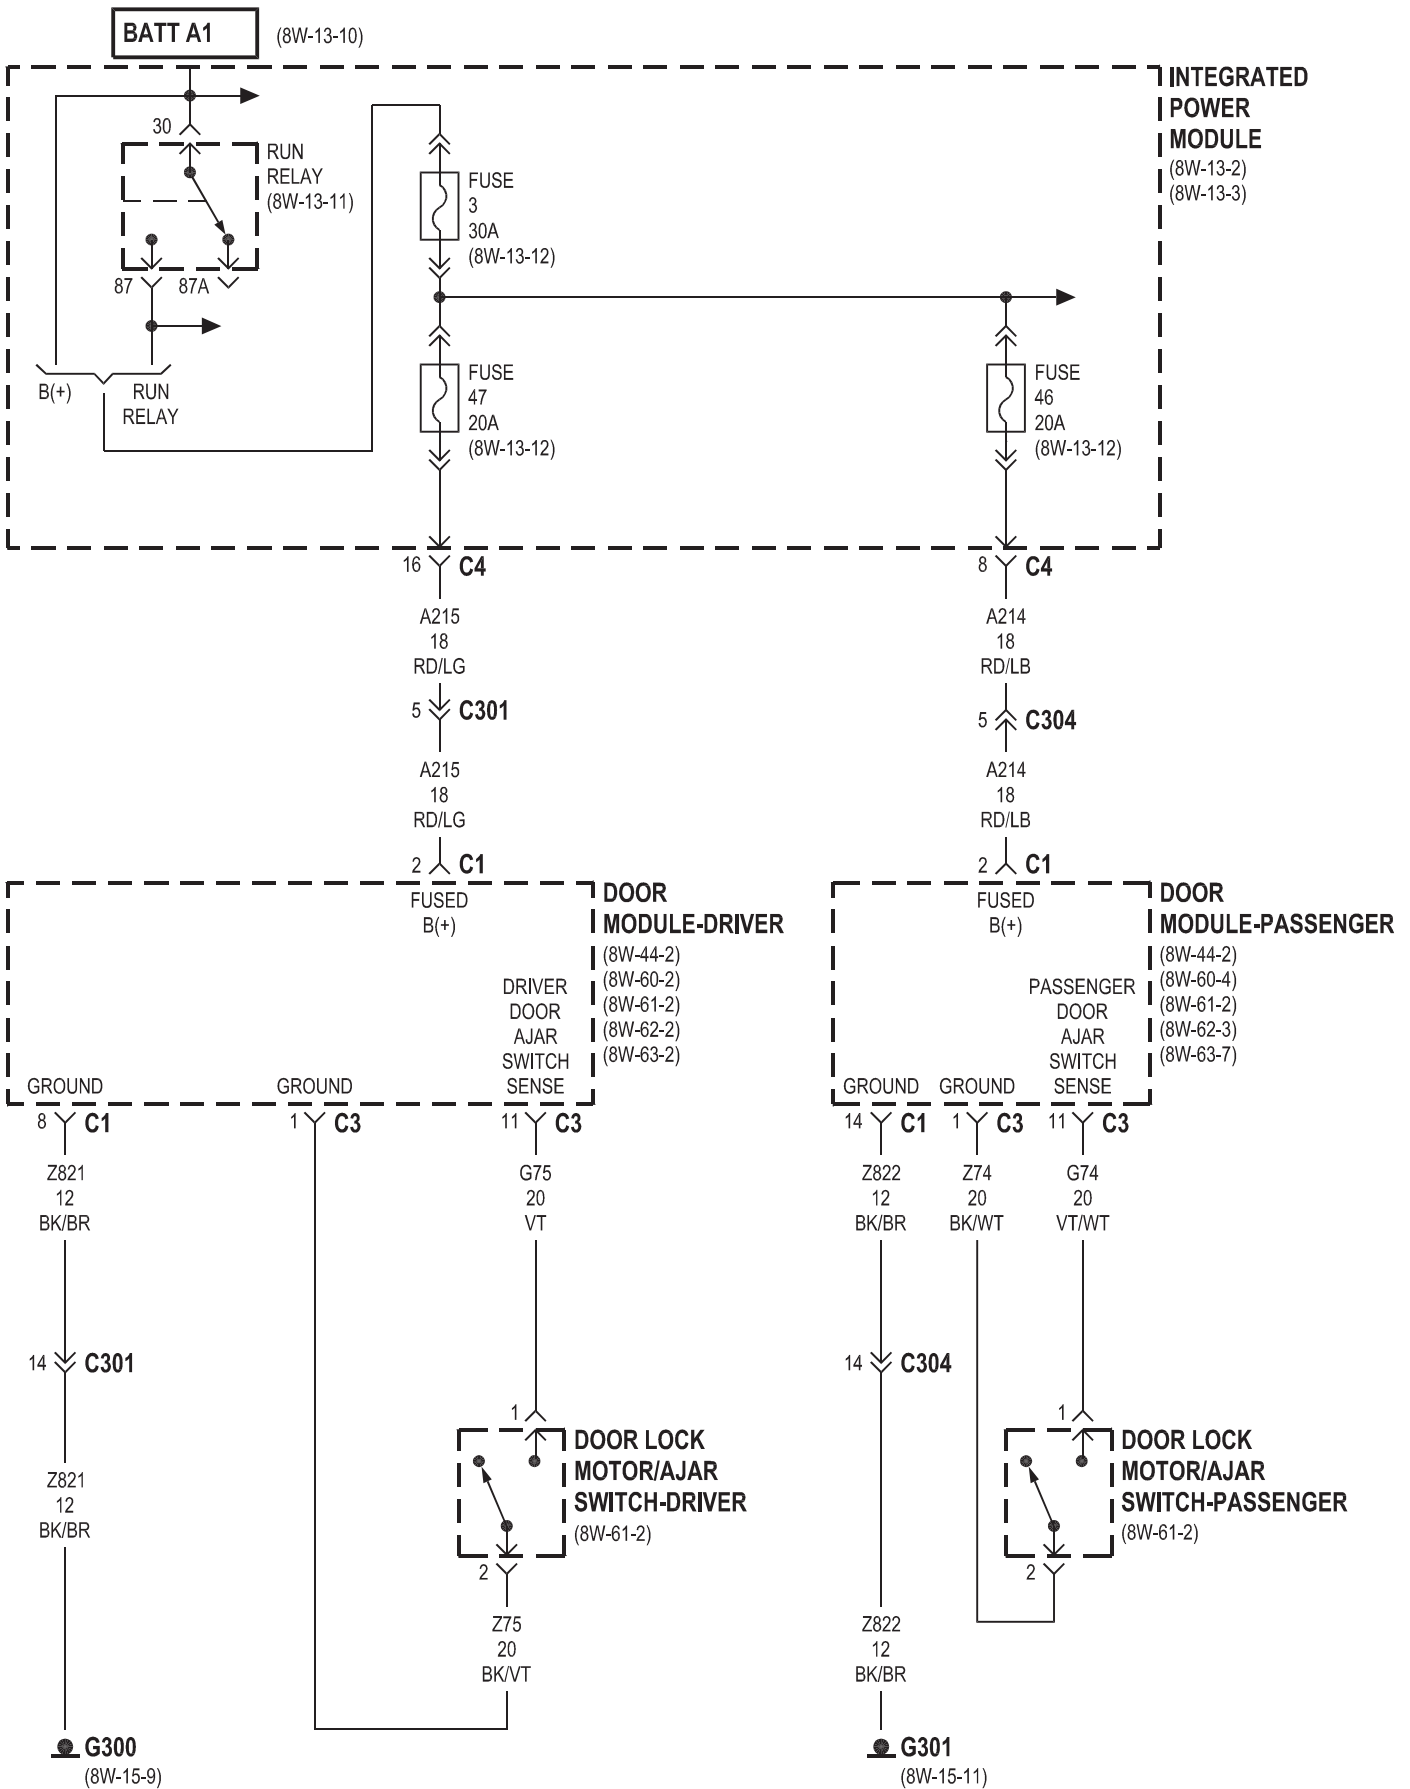 BATT A1
(8W-13-10)
INTEGRATED
POWER
MODULE
(8W-13-2)
(8W-13-3)
30
RUN
RELAY
(8W-13-11)
87
87A
B(+)
RUN
RELAY
FUSE
3
30A
(8W-13-12)
FUSE
47
20A
(8W-13-12)
FUSE
46
20A
(8W-13-12)
16
C4
8
C4
A215
18
RD/LG
A214
18
RD/LB
5
C301
5
C304
A215
18
RD/LG
A214
18
RD/LB
2
C1
2
C1
FUSED
B(+)
DOOR
MODULE-DRIVER
(8W-44-2)
(8W-60-2)
(8W-61-2)
(8W-62-2)
(8W-63-2)
DRIVER
DOOR
AJAR
SWITCH
SENSE
GROUND
GROUND
FUSED
B(+)
DOOR
MODULE-PASSENGER
(8W-44-2)
(8W-60-4)
(8W-61-2)
(8W-62-3)
(8W-63-7)
PASSENGER
DOOR
AJAR
SWITCH
SENSE
GROUND
GROUND
8
C1
1
C3
11
C3
14
C1
1
C3
11
C3
Z821
12
BK/BR
G75
20
VT
Z822
12
BK/BR
Z74
20
BK/WT
G74
20
VT/WT
14
C301
14
C304
1
DOOR LOCK
MOTOR/AJAR
SWITCH-DRIVER
(8W-61-2)
2
1
DOOR LOCK
MOTOR/AJAR
SWITCH-PASSENGER
(8W-61-2)
2
Z821
12
BK/BR
Z75
20
BK/VT
Z822
12
BK/BR
G300
(8W-15-9)
G301
(8W-15-11)